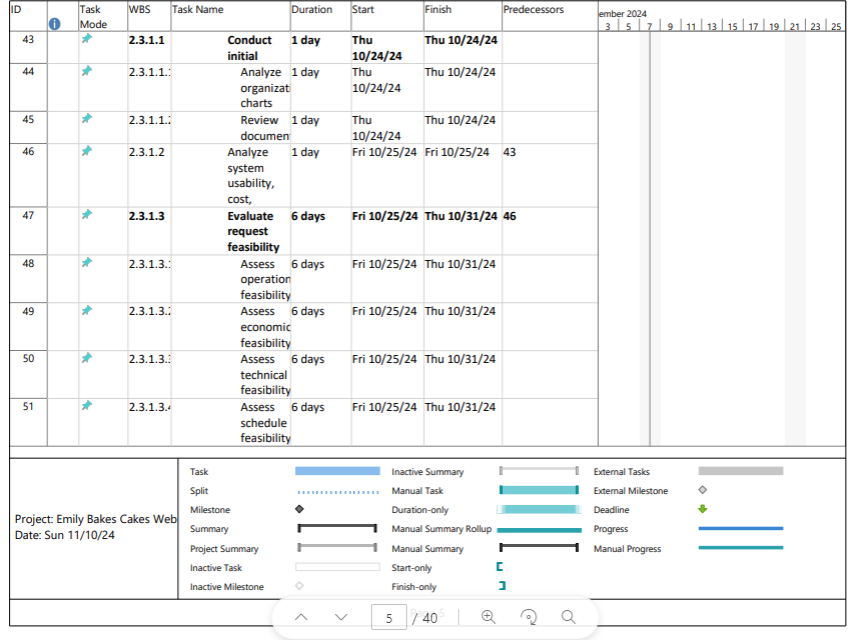 ID Task Mode WBS Task Name Duration Start Finish Predecessors
ember 2024
3 5 7 9 11 13 15 17 19 21 23 25
43 2.3.1.1 Conduct initial 1 day Thu 10/24/24 Thu 10/24/24
44 2.3.1.1.1 Analyze organizati charts 1 day Thu 10/24/24 Thu 10/24/24
45 2.3.1.1.2 Review documen 1 day Thu 10/24/24 Thu 10/24/24
46 2.3.1.2 Analyze system usability, cost, 1 day Fri 10/25/24 Fri 10/25/24 43
47 2.3.1.3 Evaluate request feasibility 6 days Fri 10/25/24 Thu 10/31/24 46
48 2.3.1.3.1 Assess operation feasibility 6 days Fri 10/25/24 Thu 10/31/24
49 2.3.1.3.2 Assess economic feasibility 6 days Fri 10/25/24 Thu 10/31/24
50 2.3.1.3.3 Assess technical feasibility 6 days Fri 10/25/24 Thu 10/31/24
51 2.3.1.3.4 Assess schedule feasibility 6 days Fri 10/25/24 Thu 10/31/24
Project: Emily Bakes Cakes Web
Date: Sun 11/10/24
Task
Split
Milestone
Summary
Project Summary
Inactive Task
Inactive Milestone
Inactive Summary
Manual Task
Duration-only
Manual Summary Rollup
Manual Summary
Start-only
Finish-only
External Tasks
External Milestone
Deadline
Progress
Manual Progress
5 / 40